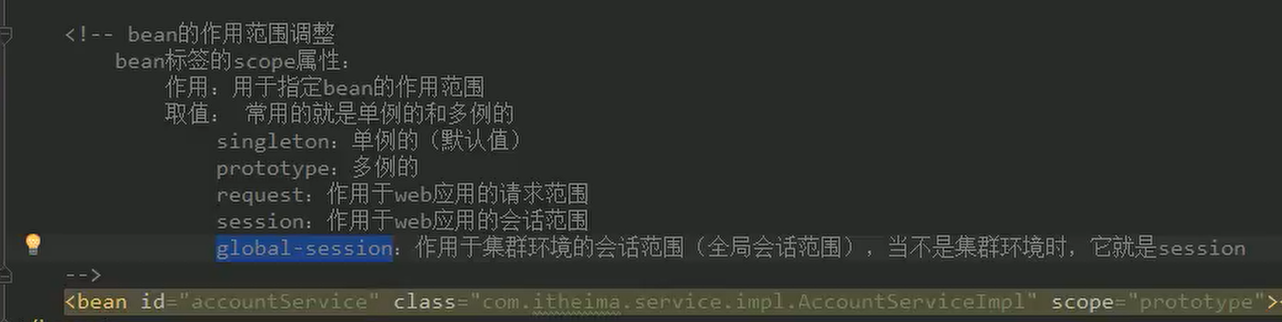 <!-- bean的作用范围调整
bean标签的scope属性：
作用：用于指定bean的作用范围
取值： 常用的就是单例的和多例的
singleton：单例的（默认值）
prototype：多例的
request：作用于web应用的请求范围
session：作用于web应用的会话范围
global-session：作用于集群环境的会话范围（全局会话范围），当不是集群环境时，它就是session
-->
<bean id="accountService" class="com.itheima.service.impl.AccountServiceImpl" scope="prototype">